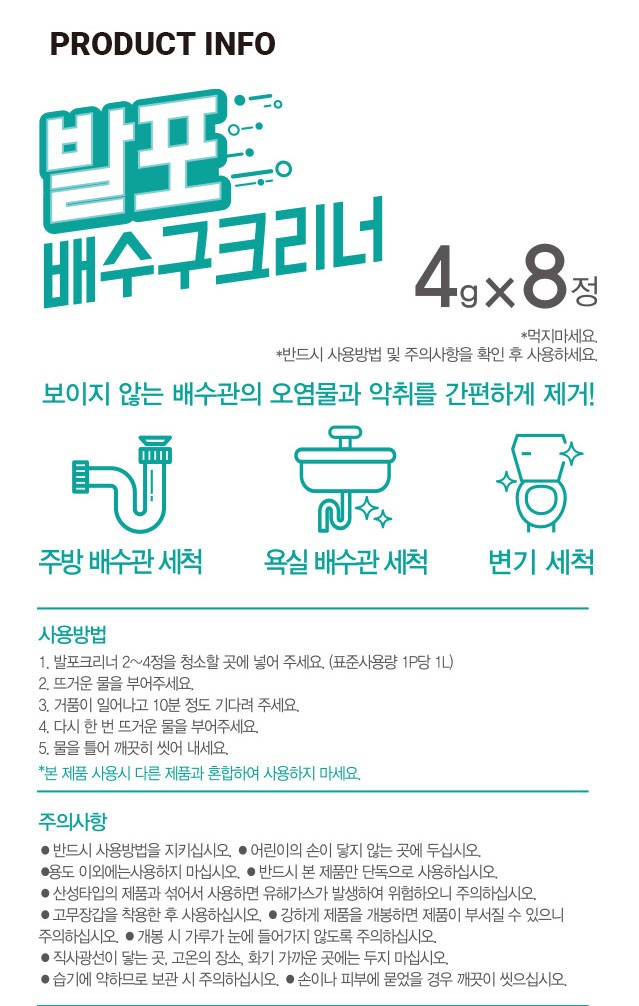 PRODUCT INFO
발포
배수구크리너
4g×8정
*먹지마세요.
*반드시 사용방법 및 주의사항을 확인 후 사용하세요.
보이지 않는 배수관의 오염물과 악취를 간편하게 제거!
주방 배수관 세척 욕실 배수관 세척 변기 세척
사용방법
1. 발포크리너 2~4정을 청소할 곳에 넣어 주세요. (표준사용량 1P당 1L)
2. 뜨거운 물을 부어주세요.
3. 거품이 일어나고 10분 정도 기다려 주세요.
4. 다시 한 번 뜨거운 물을 부어주세요.
5. 물을 틀어 깨끗히 씻어 내세요.
*본 제품 사용시 다른 제품과 혼합하여 사용하지 마세요.
주의사항
● 반드시 사용방법을 지키십시오. ● 어린이의 손이 닿지 않는 곳에 두십시오.
●용도 이외에는사용하지 마십시오. ● 반드시 본 제품만 단독으로 사용하십시오.
● 산성타입의 제품과 섞어서 사용하면 유해가스가 발생하여 위험하오니 주의하십시오.
● 고무장갑을 착용한 후 사용하십시오. ● 강하게 제품을 개봉하면 제품이 부서질 수 있으니
주의하십시오. ● 개봉 시 가루가 눈에 들어가지 않도록 주의하십시오.
● 직사광선이 닿는 곳, 고온의 장소, 화기 가까운 곳에는 두지 마십시오.
● 습기에 약하므로 보관 시 주의하십시오. ● 손이나 피부에 묻었을 경우 깨끗이 씻으십시오.